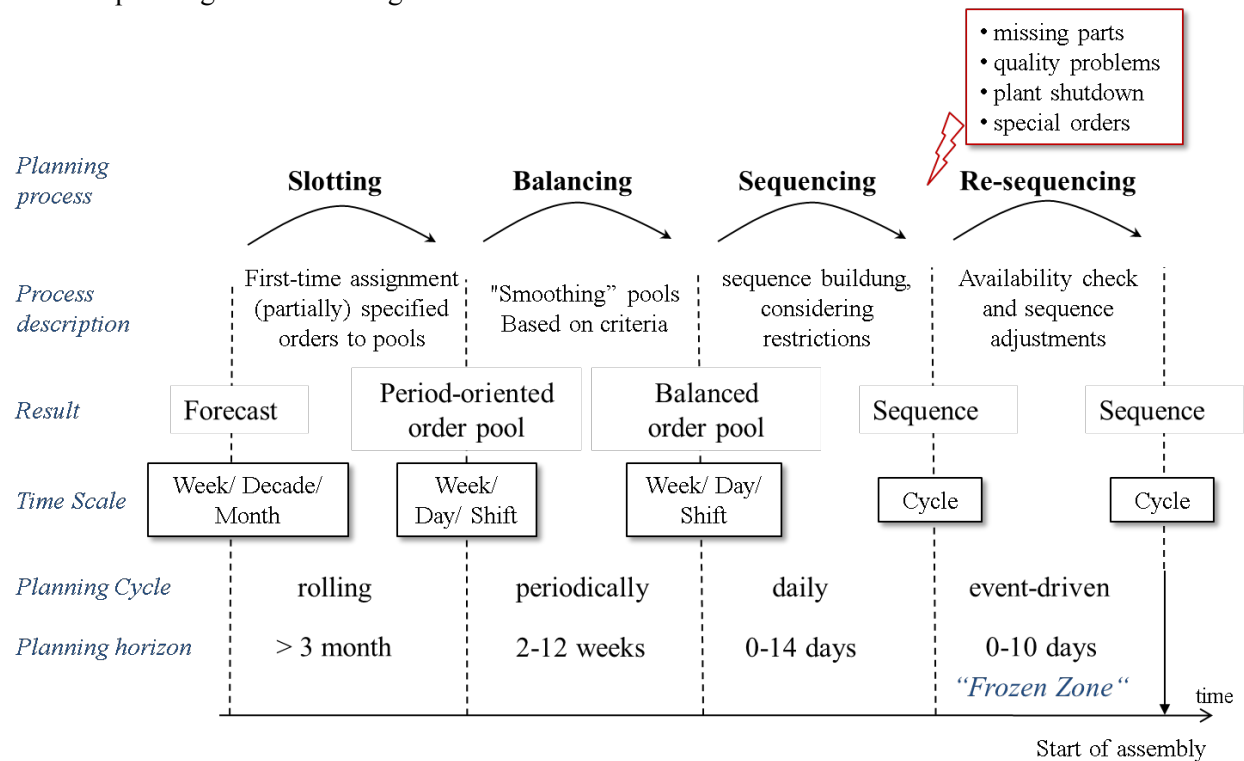 • missing parts
• quality problems
• plant shutdown
• special orders
Planning
process
Slotting
Balancing
Sequencing
Re-sequencing
Process
description
First-time assignment
(partially) specified
orders to pools
"Smoothing” pools
Based on criteria
sequence buildung,
considering
restrictions
Availability check
and sequence
adjustments
Result
Forecast
Period-oriented
order pool
Balanced
order pool
Sequence
Sequence
Time Scale
Week/ Decade/
Month
Week/
Day/ Shift
Week/ Day/
Shift
Cycle
Cycle
Planning Cycle
rolling
periodically
daily
event-driven
Planning horizon
> 3 month
2-12 weeks
0-14 days
0-10 days
“Frozen Zone“
time
Start of assembly